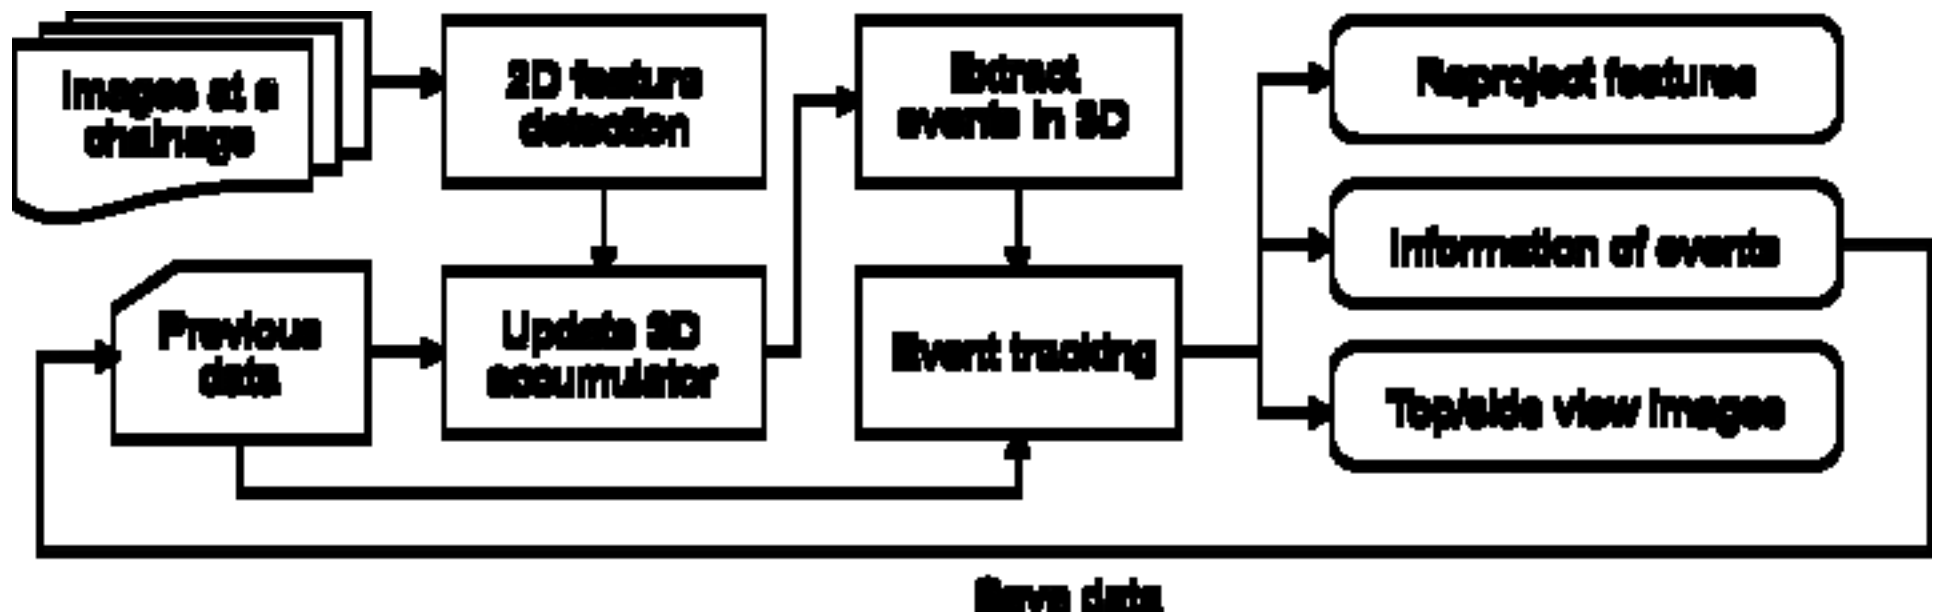 Images at a
chainage
2D feature
detection
Extract
events in 3D
Reproject features
Information of events
Previous
data
Update 3D
accumulator
Event tracking
Top/side view images
Save data